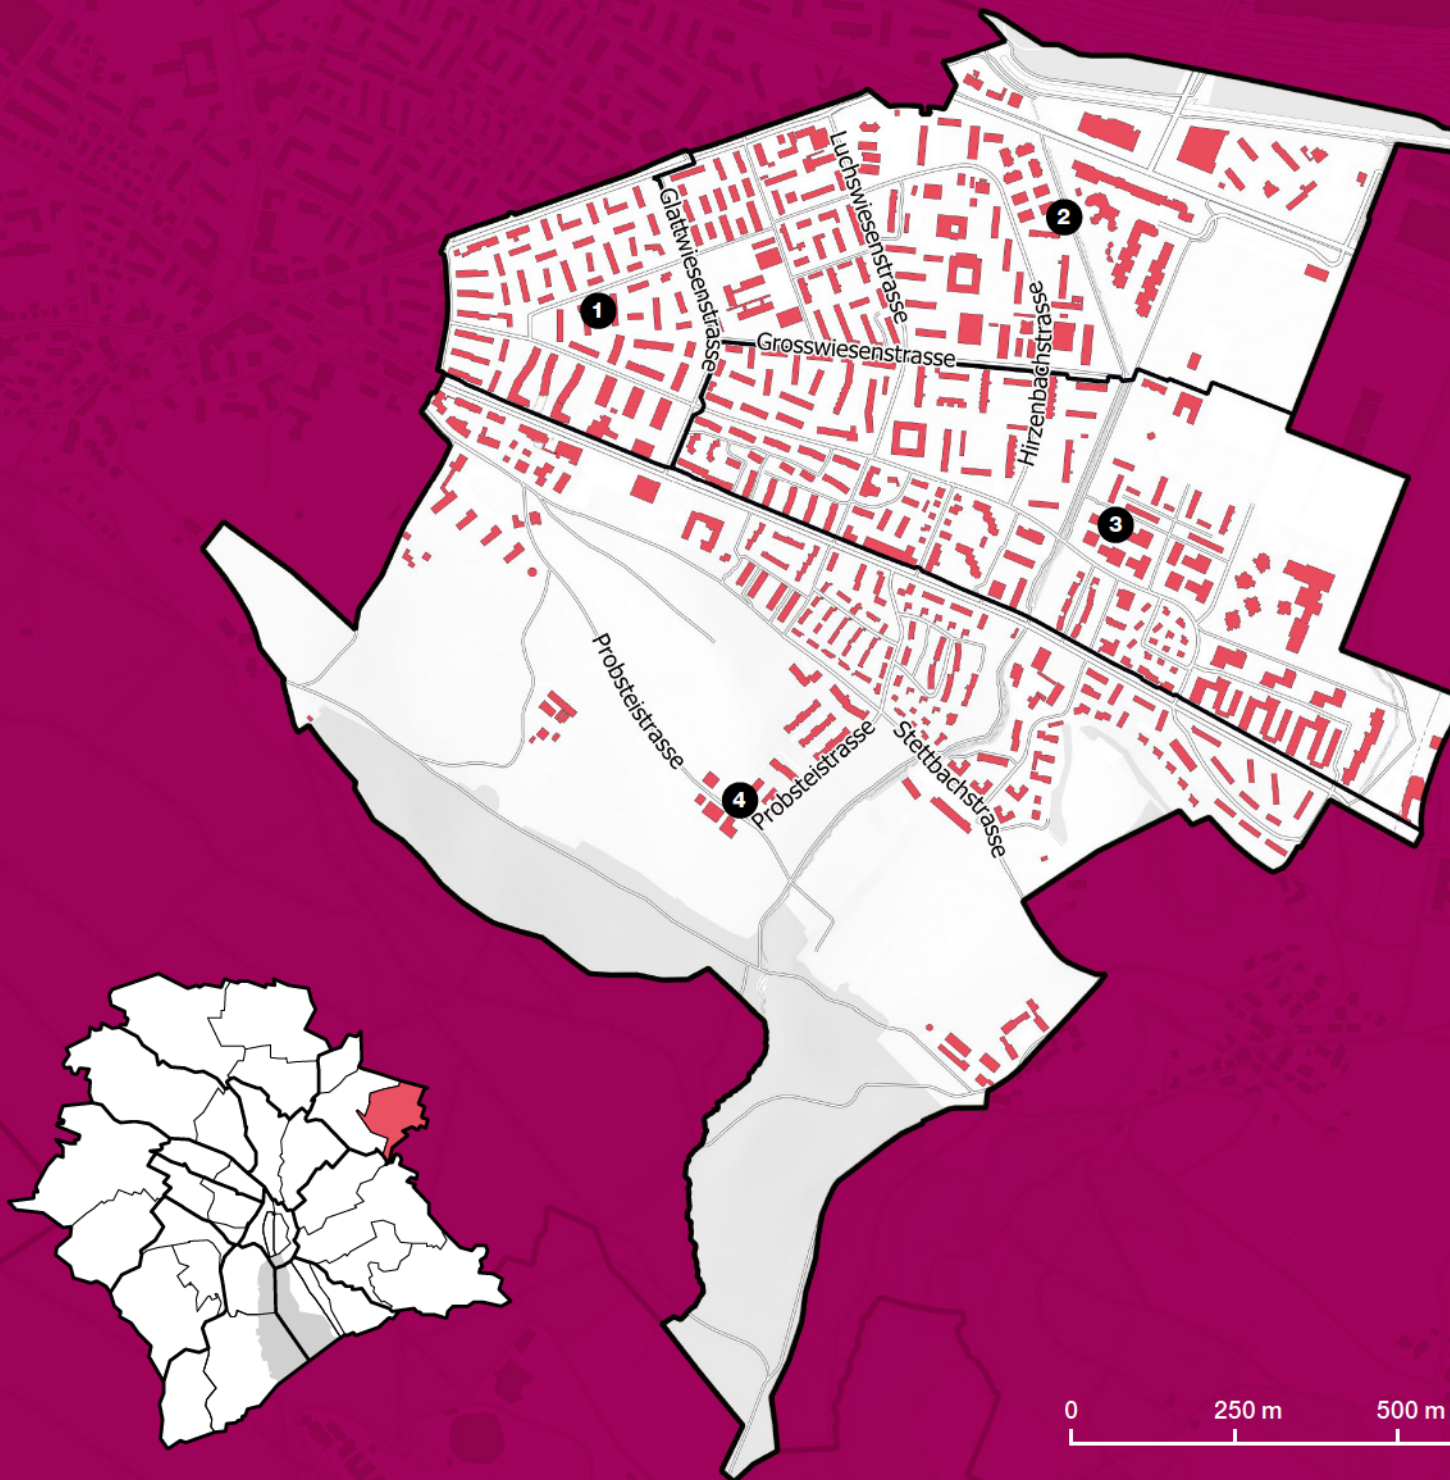 Luchswiesenstrasse
Glattwiesenstrasse
2
1
Grosswiesenstrasse
Hirzenbachstrasse
3
Probsteistrasse
Stettbachstrasse
4
Probsteistrasse
0 250 m 500 m